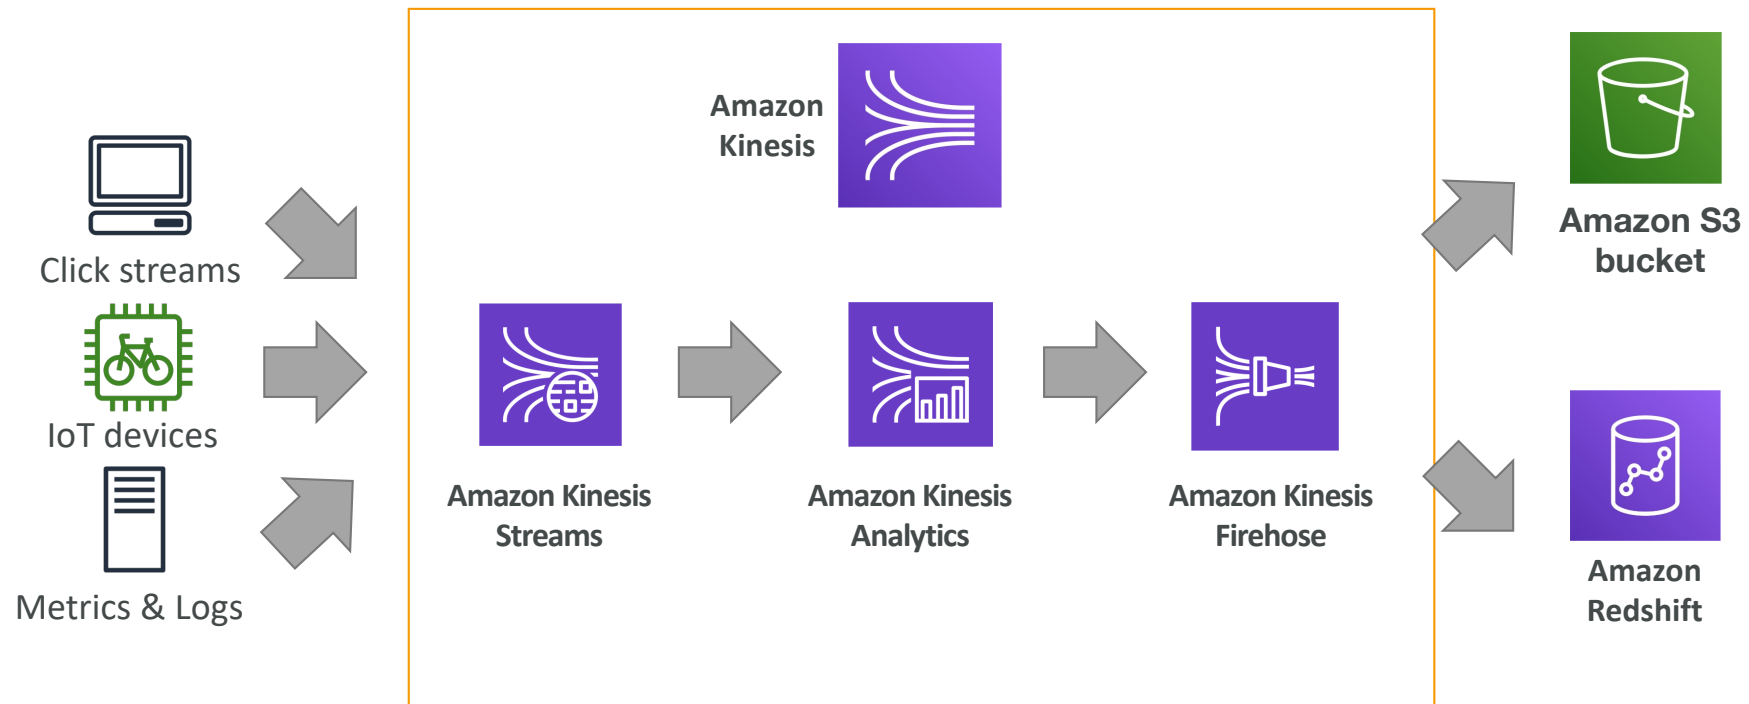 Amazon
Kinesis
Click streams
IoT devices
Metrics & Logs
Amazon Kinesis
Streams
Amazon Kinesis
Analytics
Amazon Kinesis
Firehose
Amazon S3
bucket
Amazon
Redshift